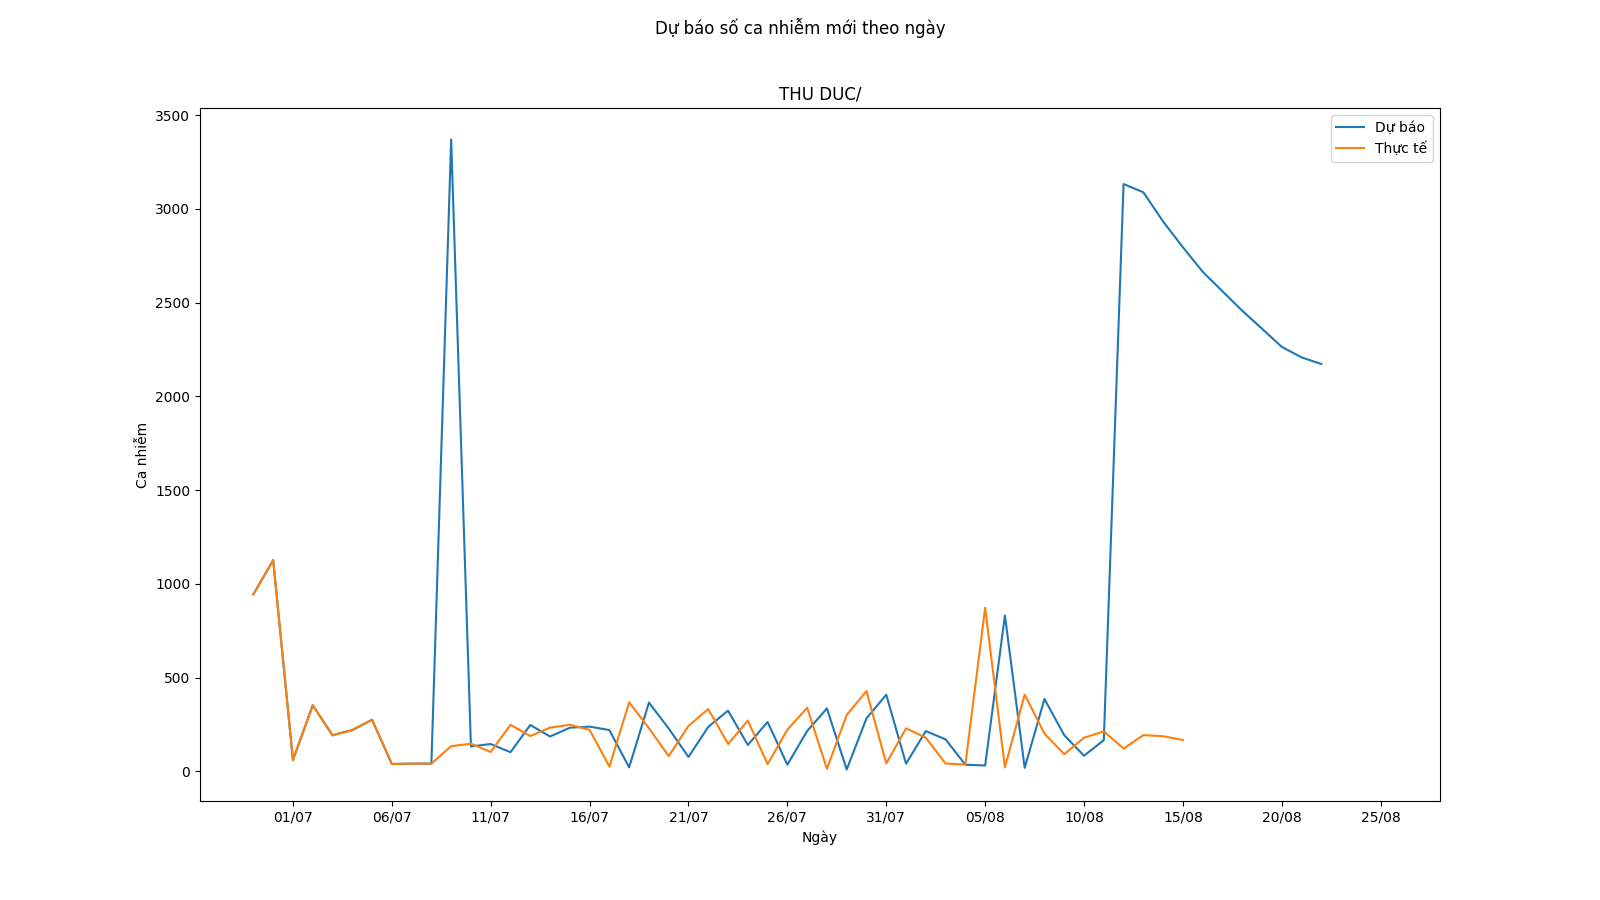 Dự báo số ca nhiễm mới theo ngày
THU DUC/
3500
3000
2500
2000
1500
1000
500
0
Ca nhiễm
Dự báo
Thực tế
01/07 06/07 11/07 16/07 21/07 26/07 31/07 05/08 10/08 15/08 20/08 25/08
Ngày